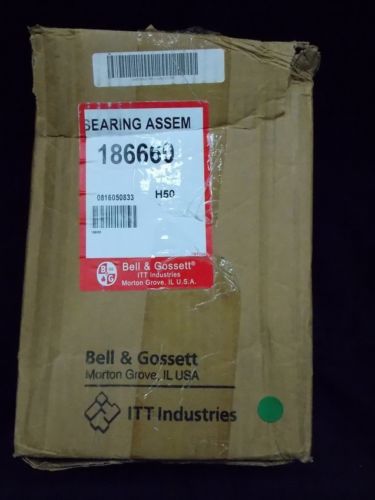 BEARING ASSEM
186660
0816050833 H50
B&G
Bell & Gossett®
ITT Industries
Morton Grove, IL U.S.A.
Bell & Gossett
Morton Grove, IL USA
ITT Industries